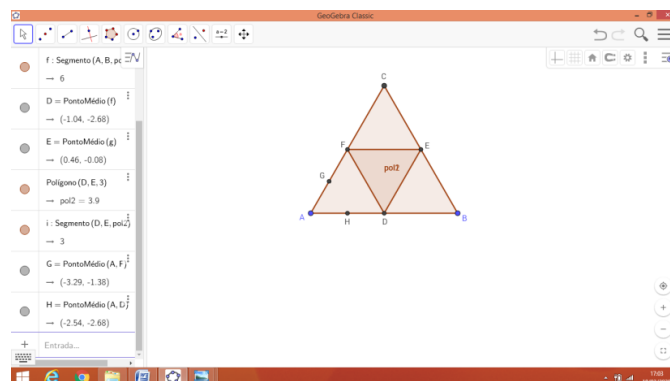 GeoGebra Classic
a=2
f : Segmento(A, B, po
→ 6
D = PontoMédio(f)
→ (-1.04, -2.68)
E = PontoMédio(g)
→ (0.46, -0.08)
Polígono(D, E, 3)
→ pol2 = 3.9
i : Segmento(D, E, pol2)
→ 3
G = PontoMédio(A, F)
→ (-3.29, -1.38)
H = PontoMédio(A, D)
→ (-2.54, -2.68)
Entrada...
C
F
E
pol2
G
A
H
D
B